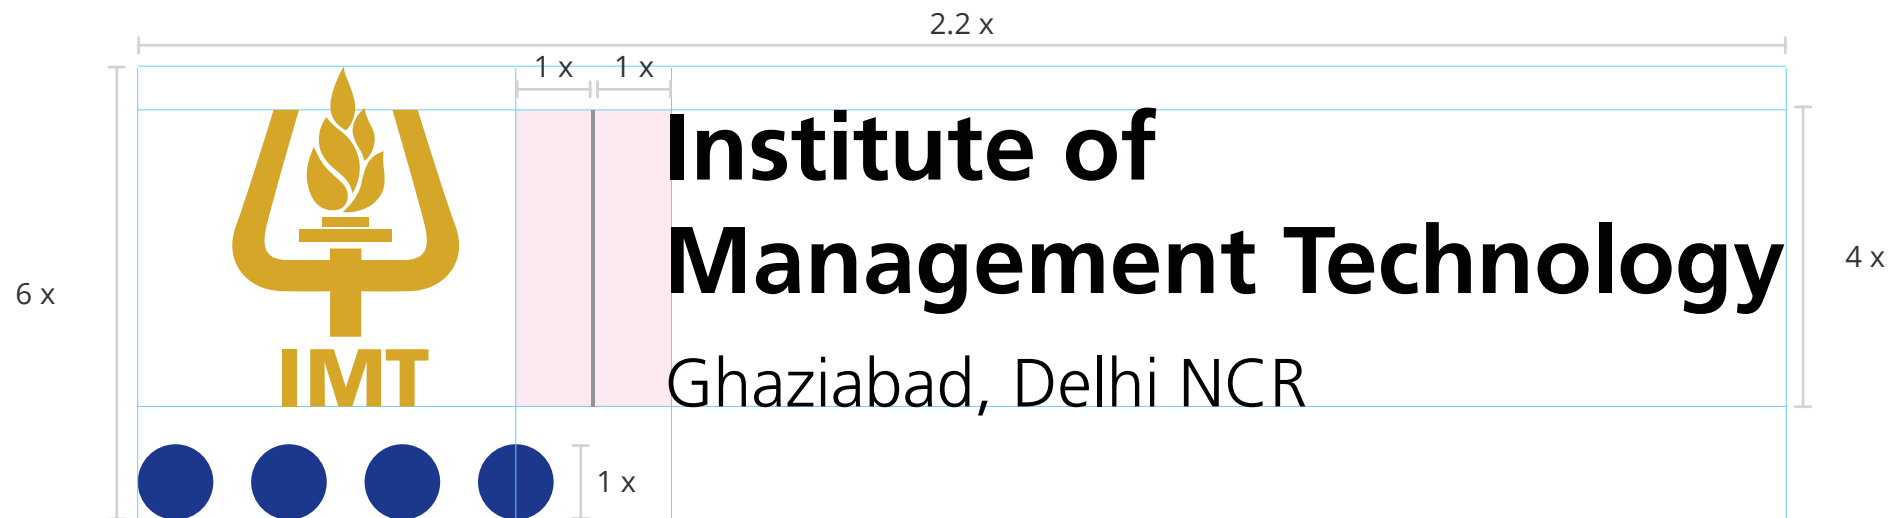 2.2 x
1 x 1 x
Institute of
Management Technology
4 x
6 x
IMT
Ghaziabad, Delhi NCR
1 x